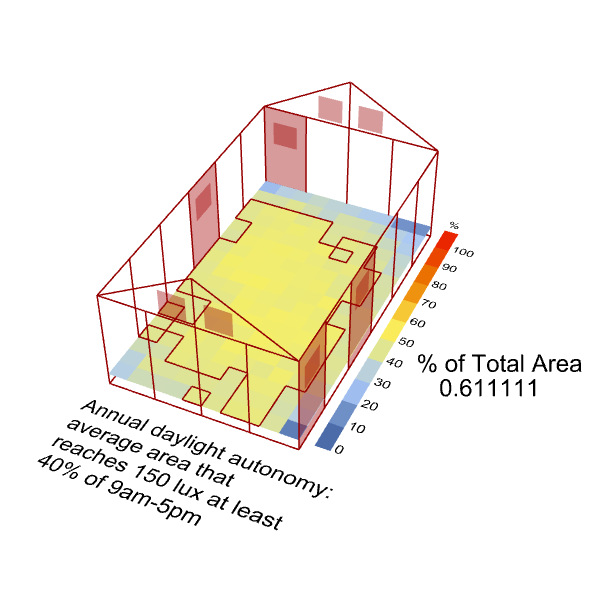 %
100
90
80
70
60
50
40
30
20
10
0
% of Total Area
0.611111
Annual daylight autonomy:
average area that
reaches 150 lux at least
40% of 9am-5pm